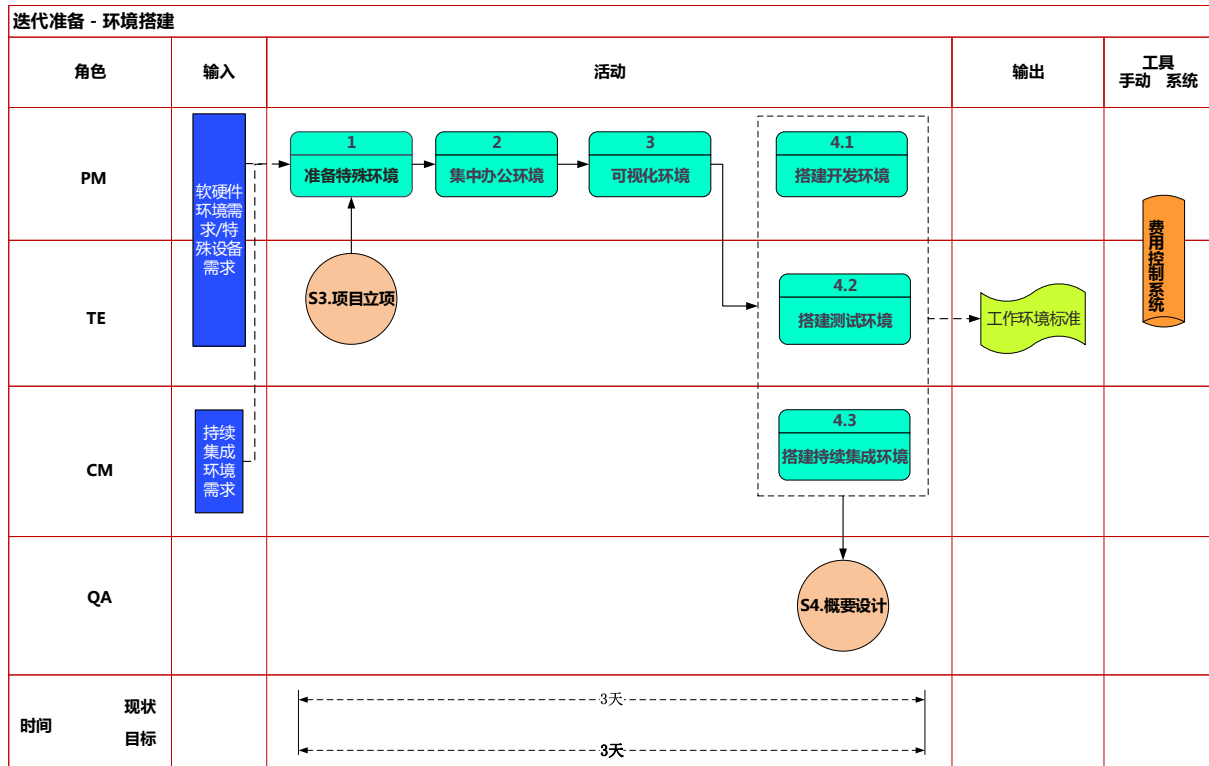 迭代准备 - 环境搭建
角色
输入
活动
输出
工具
手动 系统
PM
软硬件
环境需
求/特
殊设备
需求
1
准备特殊环境
2
集中办公环境
3
可视化环境
4.1
搭建开发环境
费用控制系统
TE
S3.项目立项
4.2
搭建测试环境
工作环境标准
CM
持续
集成
环境
需求
4.3
搭建持续集成环境
QA
S4.概要设计
时间
现状
目标
3天
3天